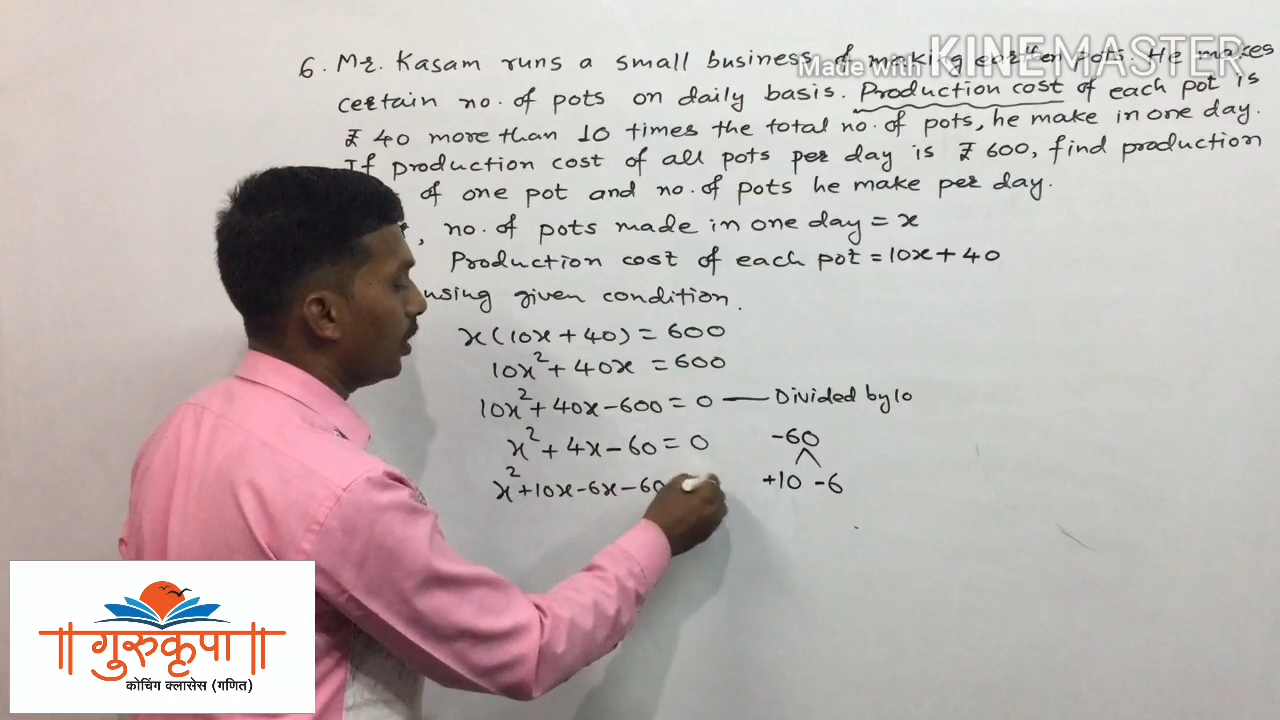 Made with KINEMASTER
6. Mr. Kasam runs a small business of making earthen pots. He makes
certain no. of pots on daily basis. Production cost of each pot is
₹ 40 more than 10 times the total no. of pots, he make in one day.
If production cost of all pots per day is ₹ 600, find production
of one pot and no. of pots he make per day.
, no. of pots made in one day = x
Production cost of each pot = 10x + 40
using given condition.
x(10x + 40) = 600
10x² + 40x = 600
10x² + 40x - 600 = 0 — Divided by 10
x² + 4x - 60 = 0 -60
x² + 10x - 6x - 60 +10 -6
॥ गुरुकृपा ॥
कोचिंग क्लासेस (गणित)